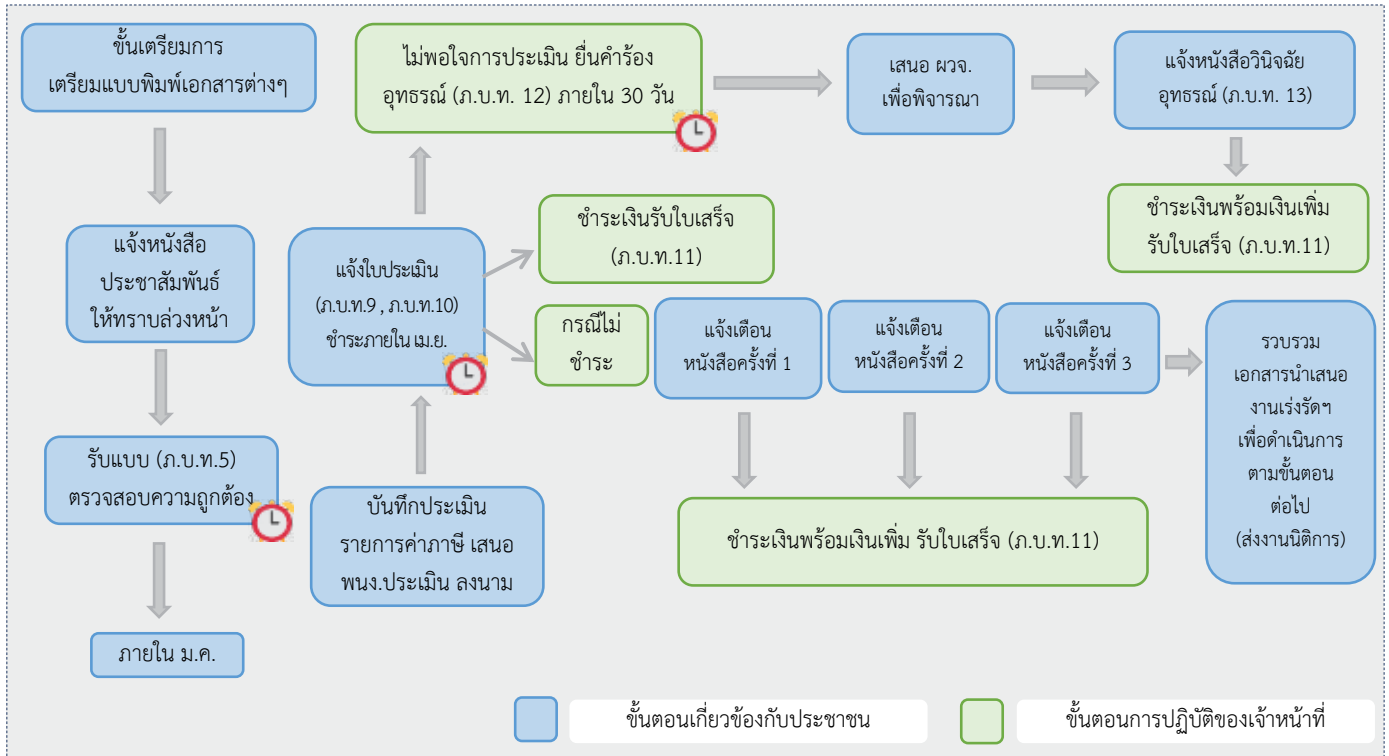 ขั้นเตรียมการ
เตรียมแบบพิมพ์เอกสารต่างๆ
แจ้งหนังสือ
ประชาสัมพันธ์
ให้ทราบล่วงหน้า
รับแบบ (ภ.บ.ท.5)
ตรวจสอบความถูกต้อง
ภายใน ม.ค.
บันทึกประเมิน
รายการค่าภาษี เสนอ
พนง.ประเมิน ลงนาม
แจ้งใบประเมิน
(ภ.บ.ท.9 , ภ.บ.ท.10)
ชำระภายใน เม.ย.
ไม่พอใจการประเมิน ยื่นคำร้อง
อุทธรณ์ (ภ.บ.ท. 12) ภายใน 30 วัน
เสนอ ผวจ.
เพื่อพิจารณา
แจ้งหนังสือวินิจฉัย
อุทธรณ์ (ภ.บ.ท. 13)
ชำระเงินพร้อมเงินเพิ่ม
รับใบเสร็จ (ภ.บ.ท.11)
ชำระเงินรับใบเสร็จ
(ภ.บ.ท.11)
กรณีไม่
ชำระ
แจ้งเตือน
หนังสือครั้งที่ 1
แจ้งเตือน
หนังสือครั้งที่ 2
แจ้งเตือน
หนังสือครั้งที่ 3
รวบรวม
เอกสารนำเสนอ
งานเร่งรัดฯ
เพื่อดำเนินการ
ตามขั้นตอน
ต่อไป
(ส่งงานนิติการ)
ชำระเงินพร้อมเงินเพิ่ม รับใบเสร็จ (ภ.บ.ท.11)
ขั้นตอนเกี่ยวข้องกับประชาชน
ขั้นตอนการปฏิบัติของเจ้าหน้าที่